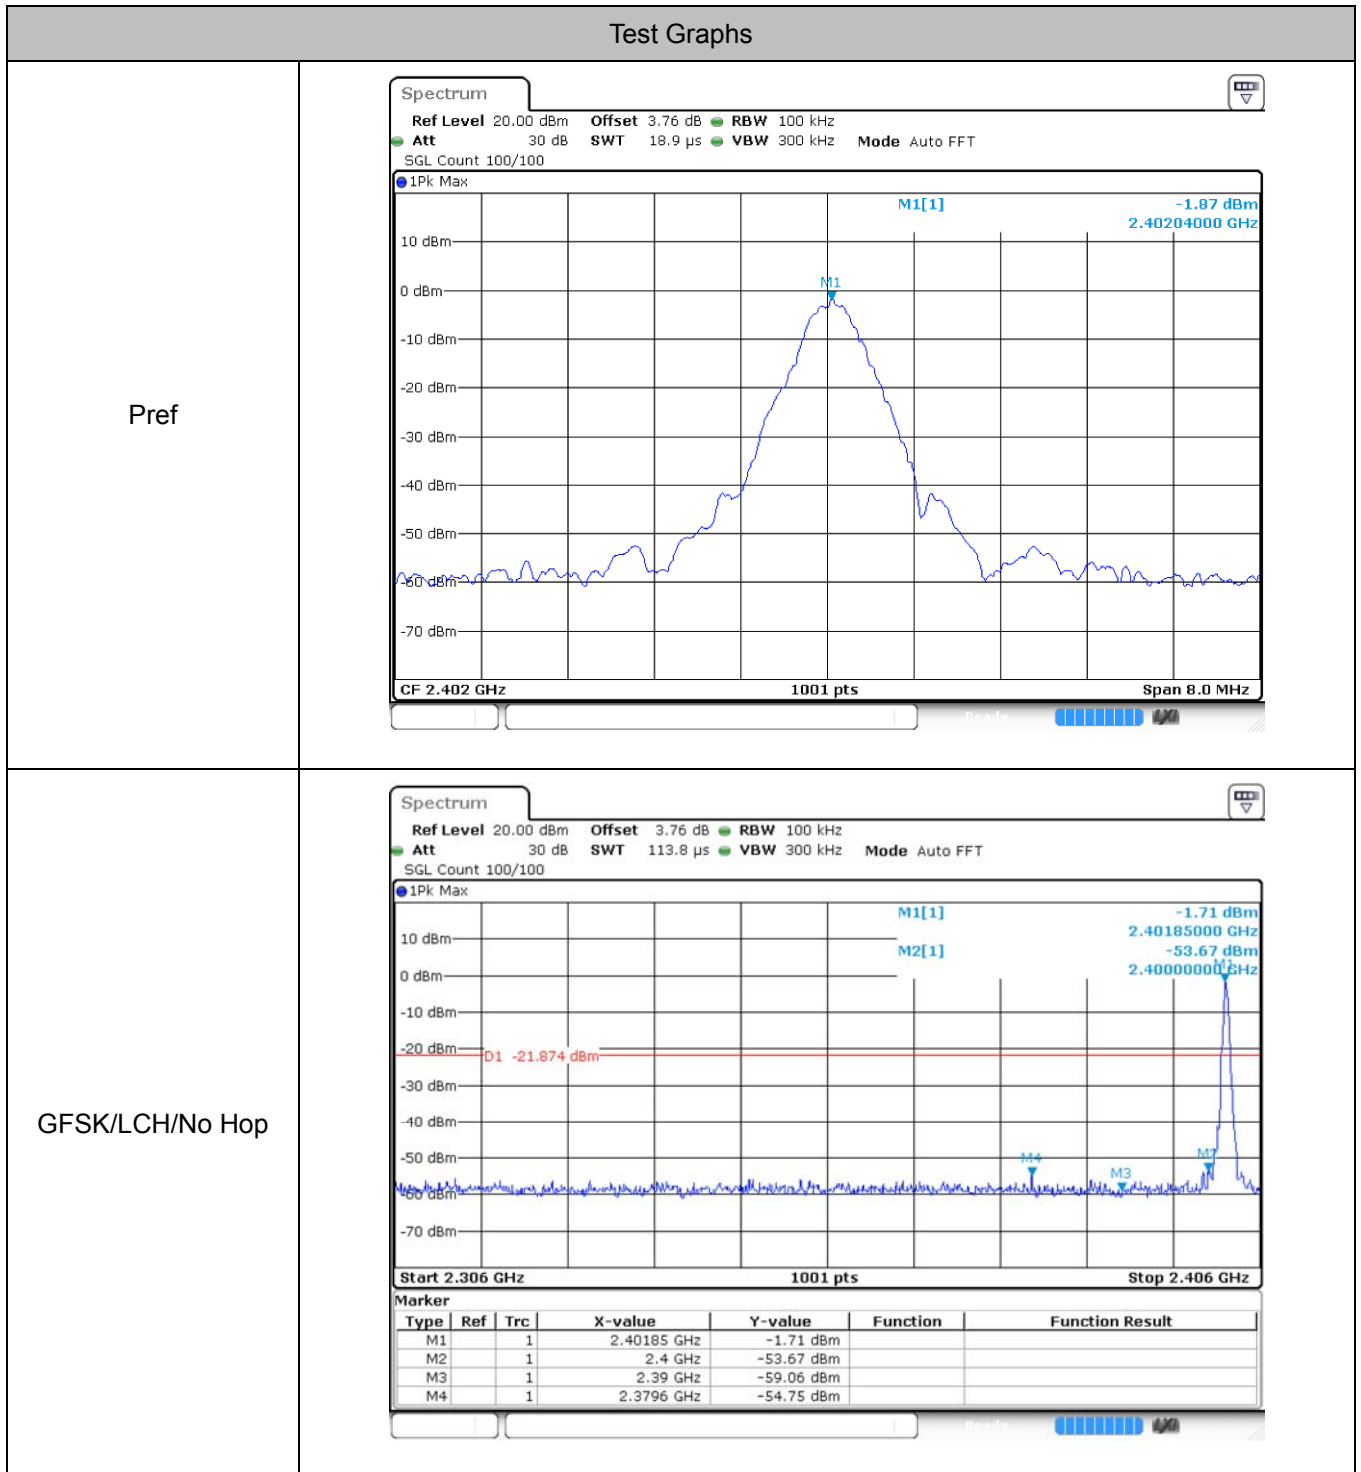 Test Graphs
Pref
Spectrum
Ref Level 20.00 dBm Offset 3.76 dB RBW 100 kHz
Att 30 dB SWT 18.9 µs VBW 300 kHz Mode Auto FFT
SGL Count 100/100
1Pk Max
M1[1] -1.87 dBm
2.40204000 GHz
10 dBm
M1
0 dBm
-10 dBm
-20 dBm
-30 dBm
-40 dBm
-50 dBm
-60 dBm
-70 dBm
CF 2.402 GHz 1001 pts Span 8.0 MHz
Ready
GFSK/LCH/No Hop
Spectrum
Ref Level 20.00 dBm Offset 3.76 dB RBW 100 kHz
Att 30 dB SWT 113.8 µs VBW 300 kHz Mode Auto FFT
SGL Count 100/100
1Pk Max
M1[1] -1.71 dBm
2.40185000 GHz
10 dBm
M2[1] -53.67 dBm
2.40000000 GHz
M1
0 dBm
-10 dBm
-20 dBm
D1 -21.874 dBm
-30 dBm
-40 dBm
-50 dBm
M4 M3 M2
-60 dBm
-70 dBm
Start 2.306 GHz 1001 pts Stop 2.406 GHz
Marker
Type Ref Trc X-value Y-value Function Function Result
M1 1 2.40185 GHz -1.71 dBm
M2 1 2.4 GHz -53.67 dBm
M3 1 2.39 GHz -59.06 dBm
M4 1 2.3796 GHz -54.75 dBm
Ready